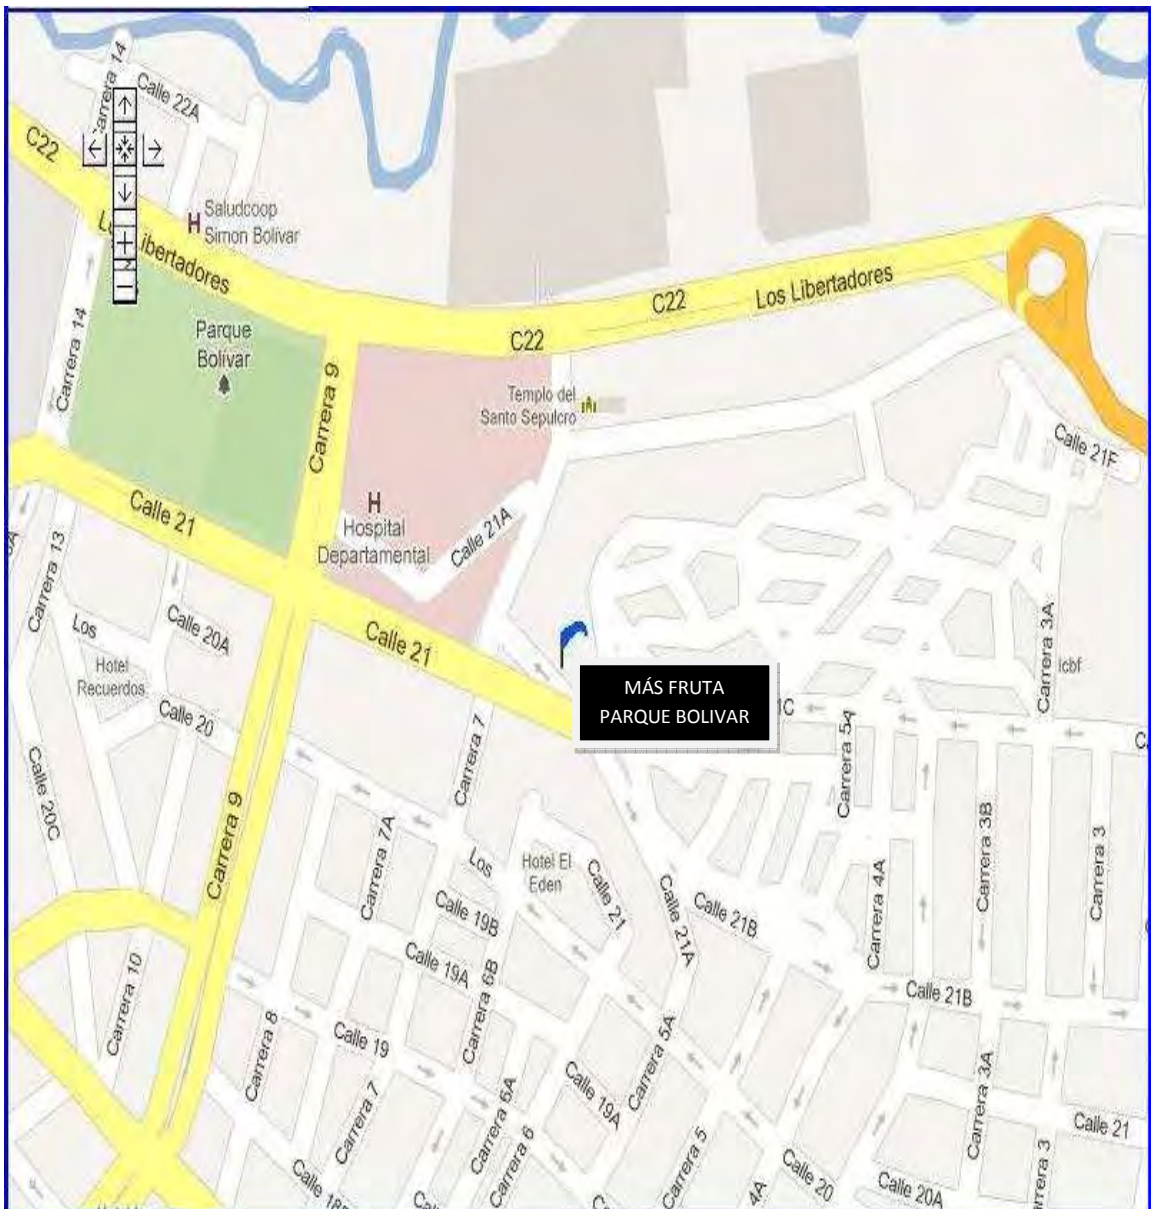 Carrera 14
Calle 22A
C22
Saludcoop
Simon Bolivar
Libertadores
C22
Los Libertadores
C22
Parque
Bolívar
Carrera 14
Carrera 9
Templo del
Santo Sepulcro
Calle 21F
Calle 21
H
Hospital
Departamental
Calle 21A
Carrera 13
Los
Calle 20A
Calle 21
Carrera 3A
Icbf
Hotel
Recuerdos
MÁS FRUTA
PARQUE BOLIVAR
Calle 20
Carrera 7
Carrera 5A
Calle 20C
Carrera 9
Carrera 7A
Los
Hotel El
Eden
Calle 21
Carrera 3B
Carrera 3
Calle 19B
Calle 21A
Calle 21B
Carrera 4A
Calle 19A
Carrera 6B
Calle 21B
Carrera 10
Carrera 8
Calle 19
Carrera 5A
Carrera 7
Carrera 6A
Calle 19A
Carrera 3A
Calle 21
Carrera 6
Carrera 5
4A
Calle 20
Calle 20A